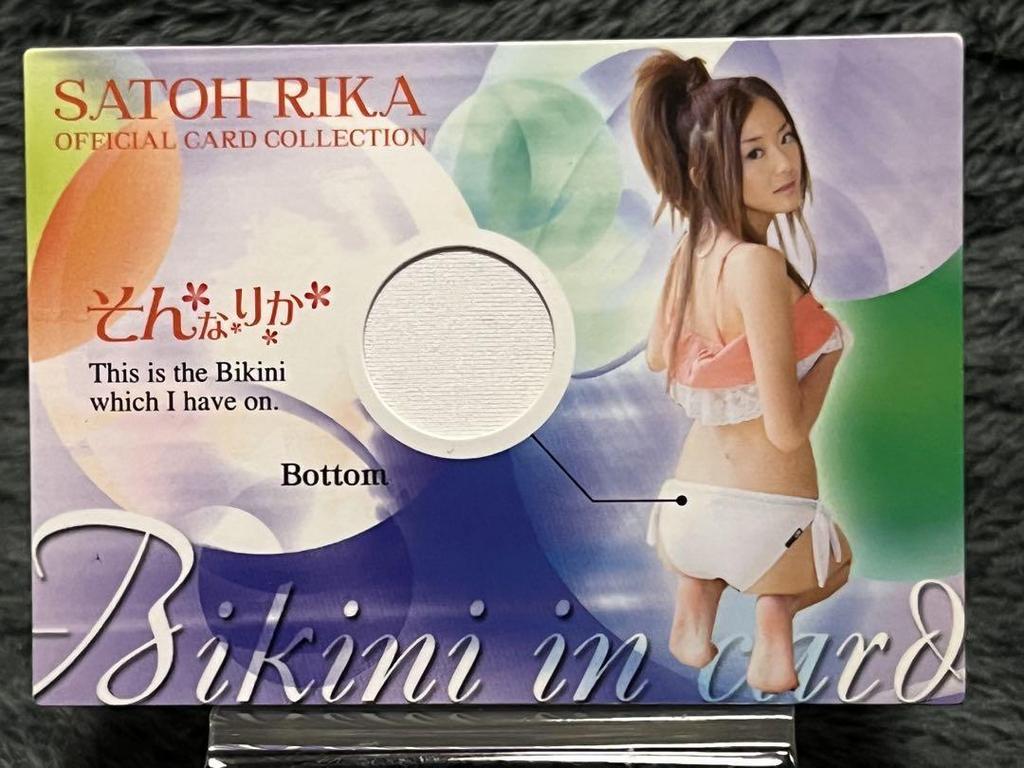 SATOH RIKA
OFFICIAL CARD COLLECTION
そんなりか
This is the Bikini
which I have on.
Bottom
Bikini in card